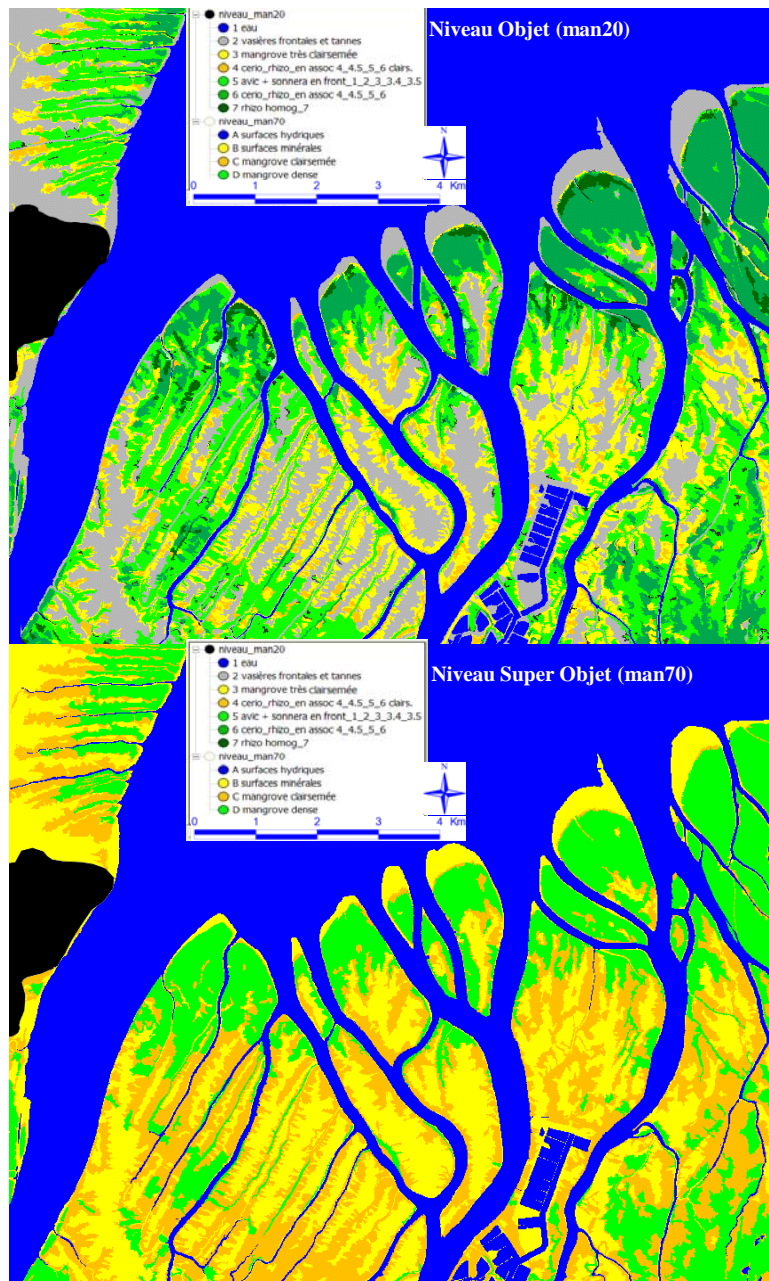 niveau_man20
1 eau
2 vasières frontales et tannes
3 mangrove très clairsemée
4 cerio_rhizo_en assoc 4_4.5_5_6 clairs.
5 avic + sonnera en front_1_2_3_3.4_3.5
6 cerio_rhizo_en assoc 4_4.5_5_6
7 rhizo homog_7
niveau_man70
A surfaces hydriques
B surfaces minérales
C mangrove clairsemée
D mangrove dense
Niveau Objet (man20)
N
0 1 2 3 4 Km
niveau_man20
1 eau
2 vasières frontales et tannes
3 mangrove très clairsemée
4 cerio_rhizo_en assoc 4_4.5_5_6 clairs.
5 avic + sonnera en front_1_2_3_3.4_3.5
6 cerio_rhizo_en assoc 4_4.5_5_6
7 rhizo homog_7
niveau_man70
A surfaces hydriques
B surfaces minérales
C mangrove clairsemée
D mangrove dense
Niveau Super Objet (man70)
N
0 1 2 3 4 Km